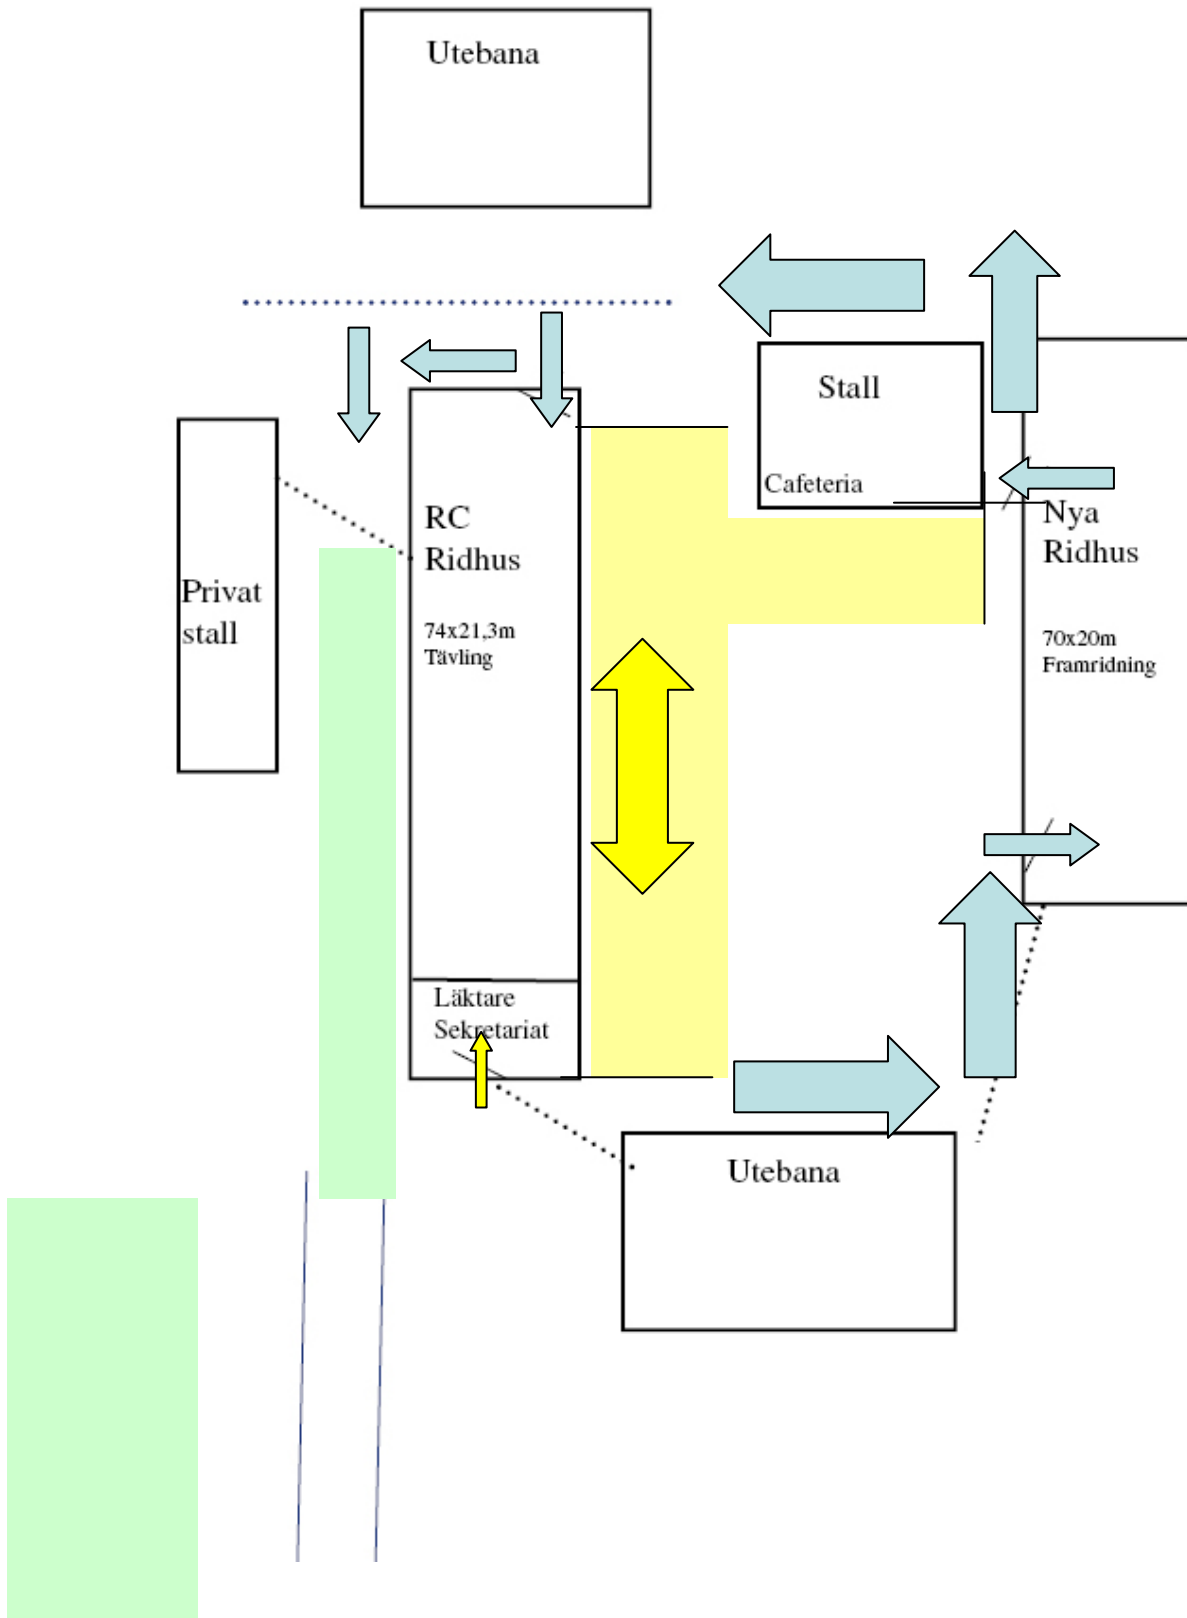 Utebana
Stall
Cafeteria
RC
Ridhus
74x21,3m
Tävling
Nya
Ridhus
70x20m
Framridning
Privat
stall
Läktare
Sekretariat
Utebana